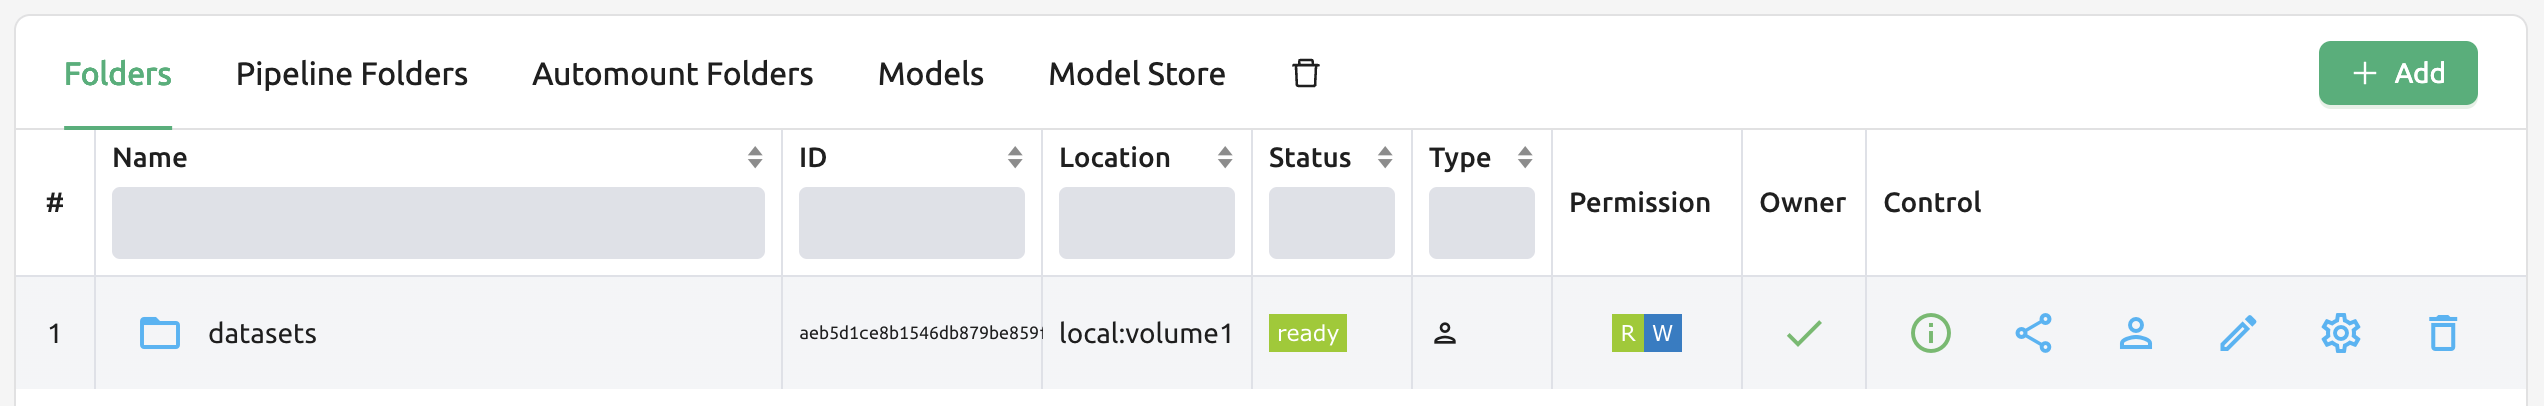 Folders Pipeline Folders Automount Folders Models Model Store + Add
# Name ID Location Status Type Permission Owner Control
1 datasets aeb5d1ce8b1546db879be859 local:volume1 ready R W